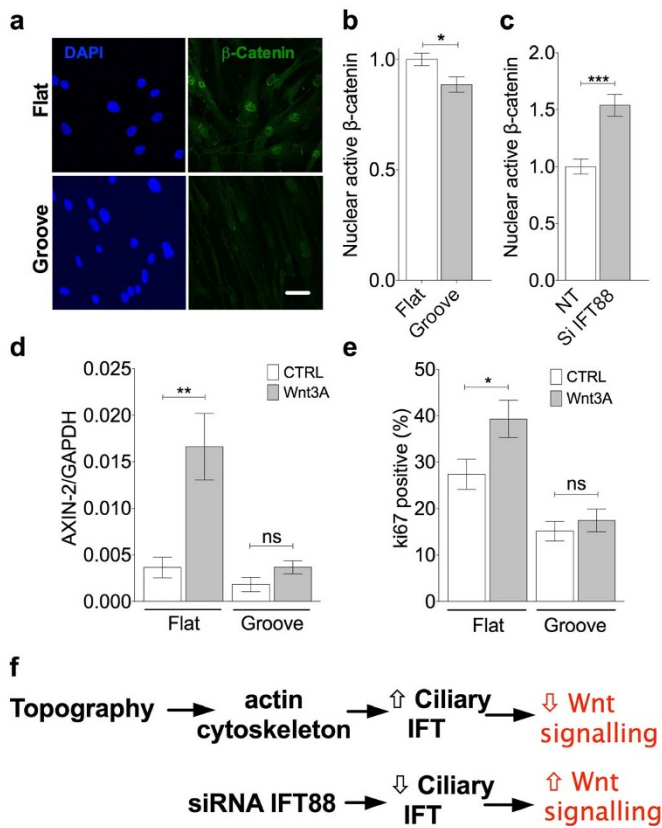 a
DAPI
β-Catenin
Flat
Groove
b
Nuclear active β-catenin
1.0
0.5
0.0
*
Flat
Groove
c
Nuclear active β-catenin
2.0
1.5
1.0
0.5
0.0
***
NT
Si IFT88
d
AXIN-2/GAPDH
0.025
0.020
0.015
0.010
0.005
0.000
**
ns
CTRL
Wnt3A
Flat
Groove
e
ki67 positive (%)
50
40
30
20
10
0
*
ns
CTRL
Wnt3A
Flat
Groove
f
Topography → actin cytoskeleton → ⇧ Ciliary IFT → ⇩ Wnt signalling
siRNA IFT88 → ⇩ Ciliary IFT → ⇧ Wnt signalling